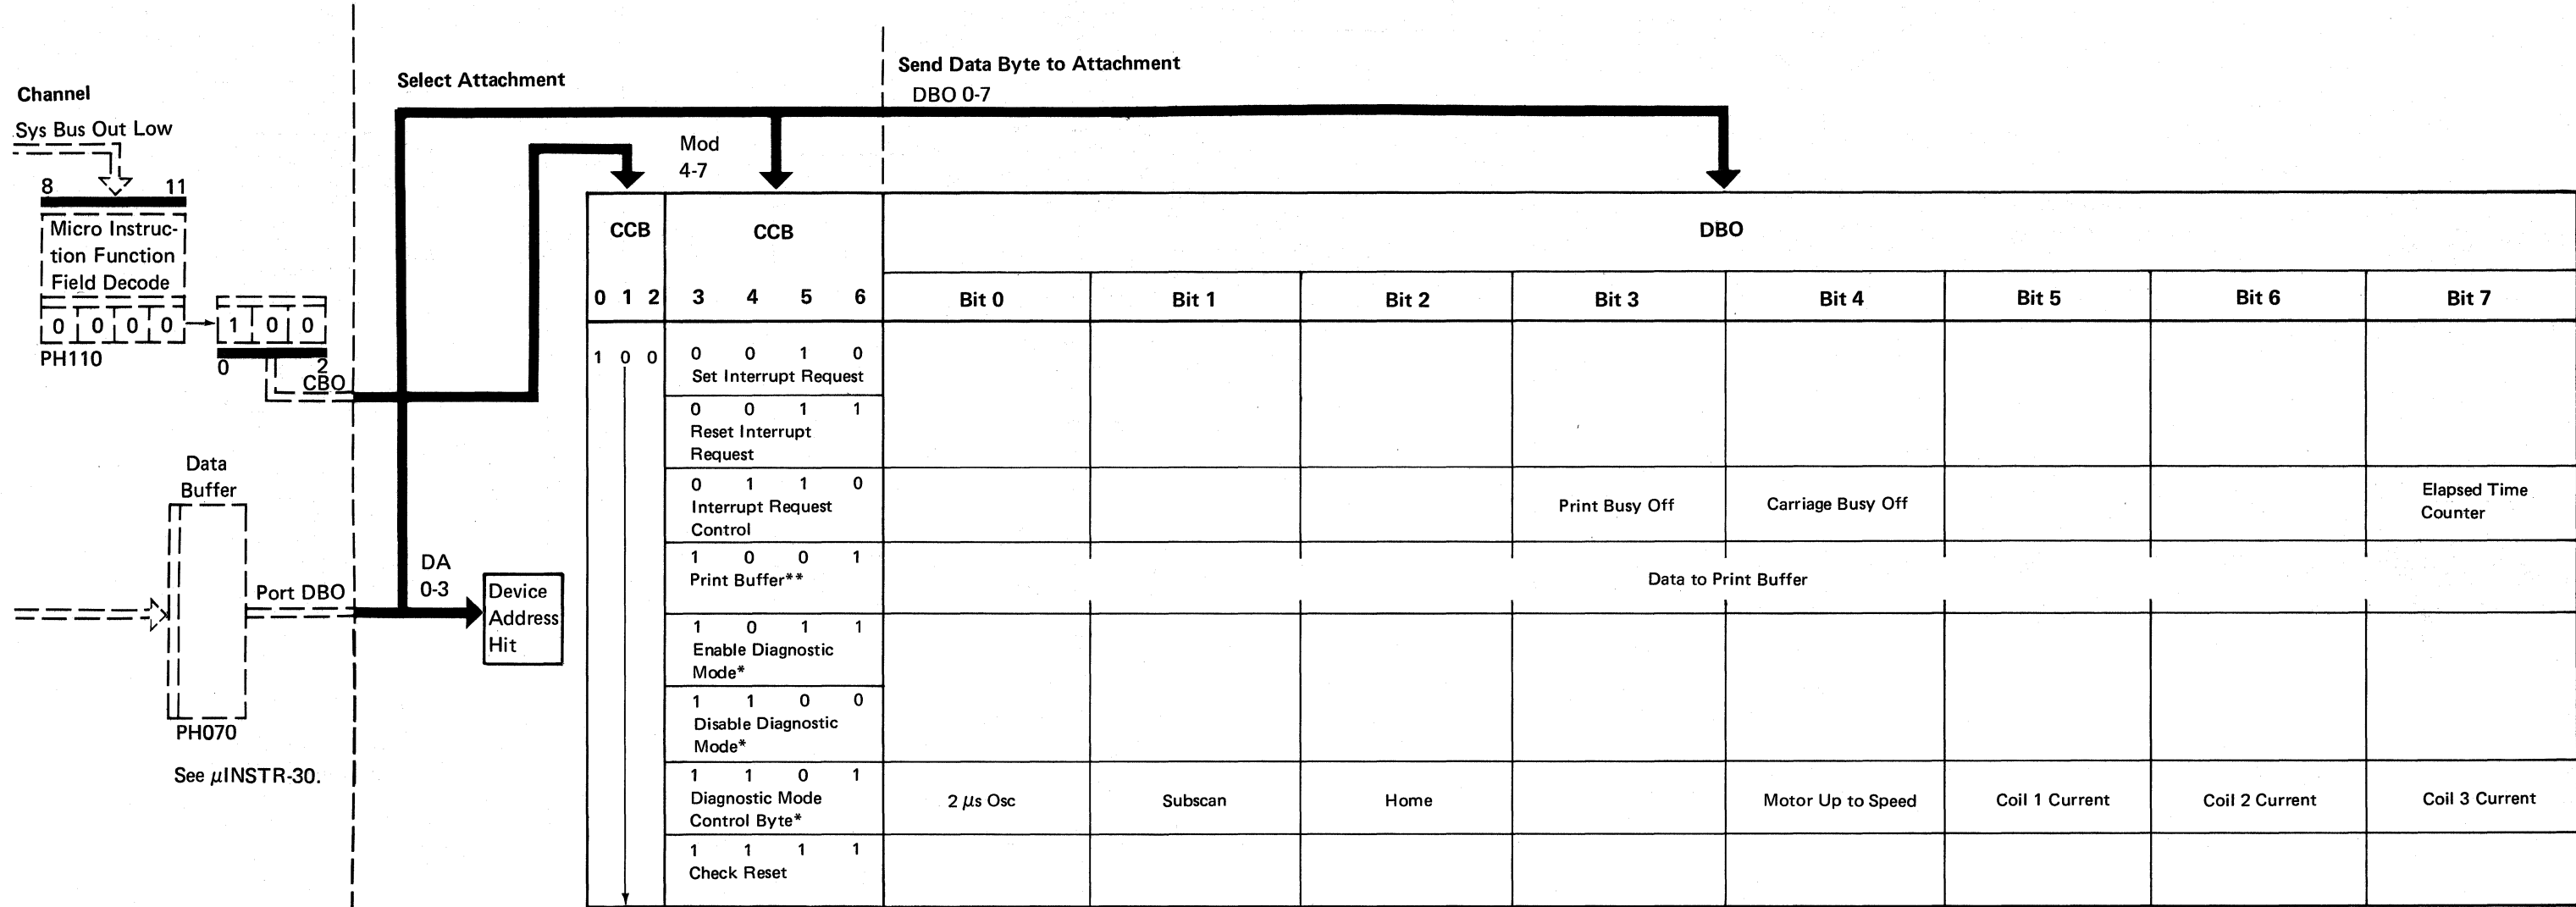 Channel
Sys Bus Out Low
8 11
Micro Instruc-
tion Function
Field Decode
0 0 0 0
1 0 0
PH110
0 2
CBO
Data
Buffer
Port DBO
PH070
See μINSTR-30.
Select Attachment
DA
0-3
Device
Address
Hit
Mod
4-7
Send Data Byte to Attachment
DBO 0-7
CCB CCB DBO
0 1 2 3 4 5 6 Bit 0 Bit 1 Bit 2 Bit 3 Bit 4 Bit 5 Bit 6 Bit 7
1 0 0 0 0 1 0
Set Interrupt Request
0 0 1 1
Reset Interrupt
Request
0 1 1 0
Interrupt Request
Control
Print Busy Off Carriage Busy Off
Elapsed Time
Counter
1 0 0 1
Print Buffer** Data to Print Buffer
1 0 1 1
Enable Diagnostic
Mode*
1 1 0 0
Disable Diagnostic
Mode*
1 1 0 1
Diagnostic Mode
Control Byte*
2 μs Osc Subscan Home Motor Up to Speed Coil 1 Current Coil 2 Current Coil 3 Current
1 1 1 1
Check Reset